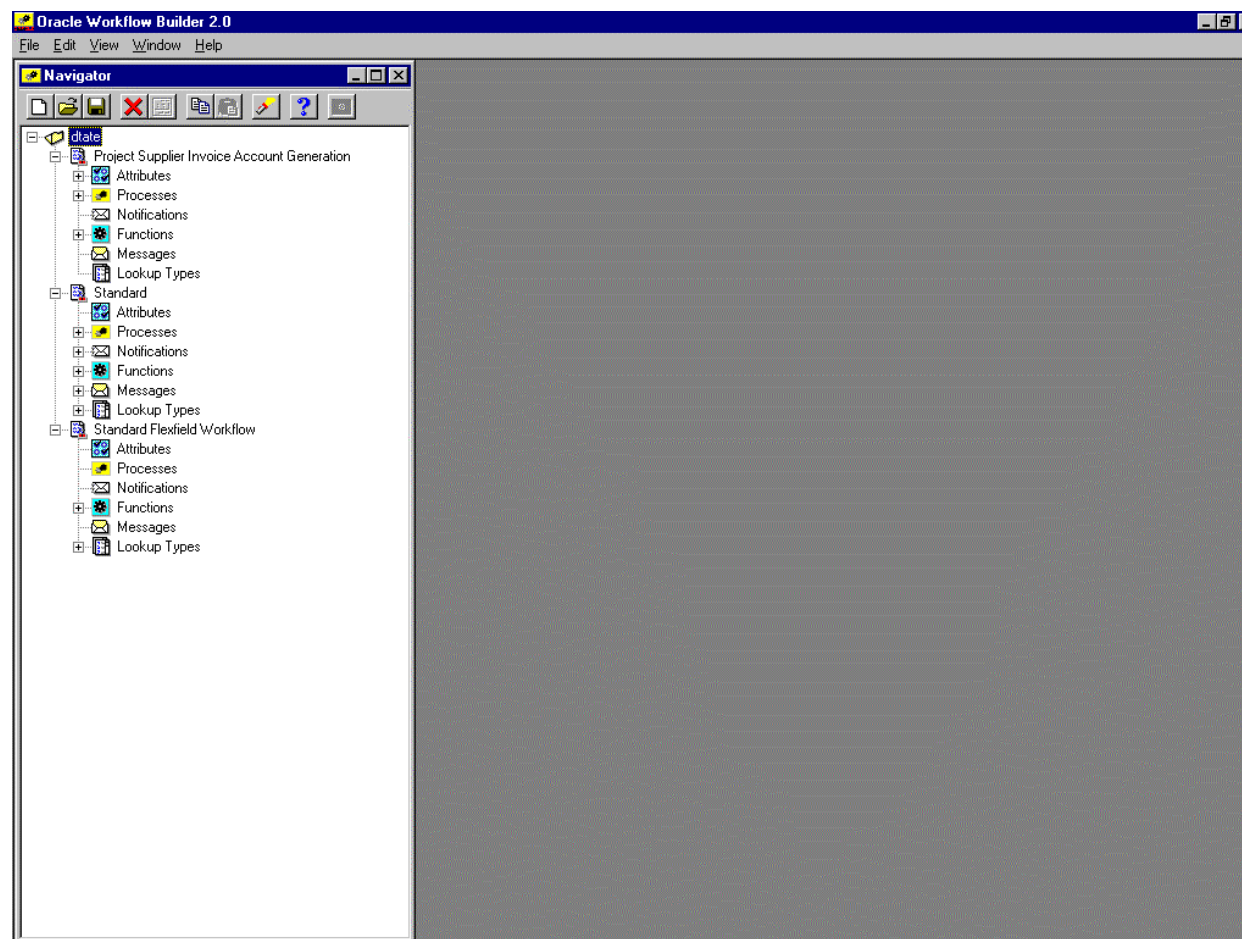 Oracle Workflow Builder 2.0
File Edit View Window Help
Navigator
dtate
Project Supplier Invoice Account Generation
Attributes
Processes
Notifications
Functions
Messages
Lookup Types
Standard
Attributes
Processes
Notifications
Functions
Messages
Lookup Types
Standard Flexfield Workflow
Attributes
Processes
Notifications
Functions
Messages
Lookup Types